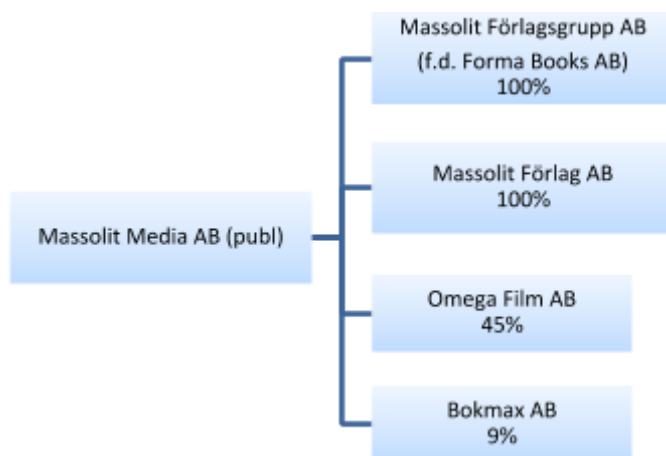 Massolit Förlagsgrupp AB
(f.d. Forma Books AB)
100%
Massolit Förlag AB
100%
Massolit Media AB (publ)
Omega Film AB
45%
Bokmax AB
9%